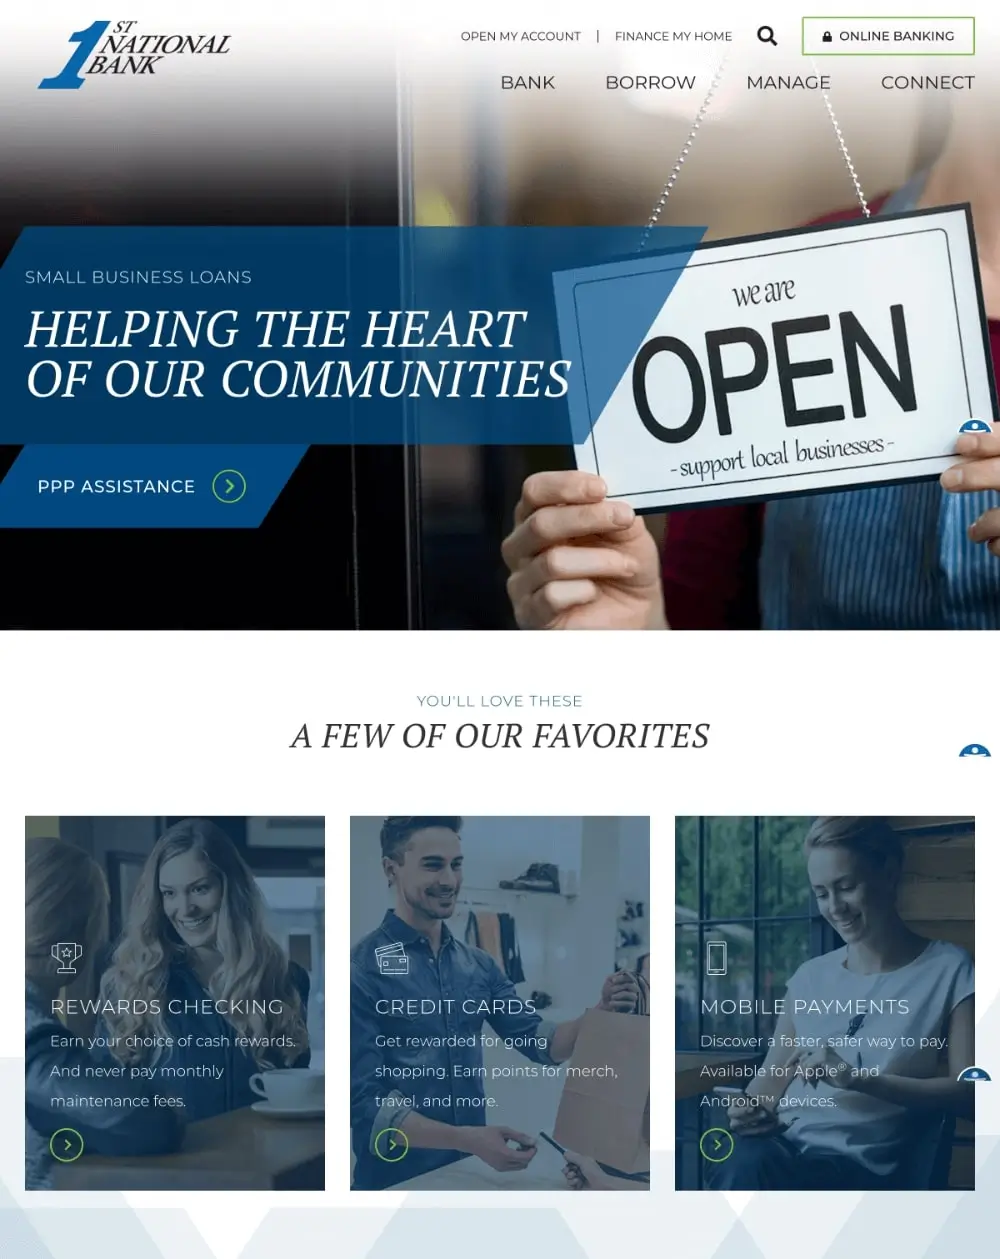 1ST
NATIONAL
BANK
OPEN MY ACCOUNT | FINANCE MY HOME
ONLINE BANKING
BANK BORROW MANAGE CONNECT
SMALL BUSINESS LOANS
HELPING THE HEART
OF OUR COMMUNITIES
PPP ASSISTANCE
we are
OPEN
- support local businesses -
YOU'LL LOVE THESE
A FEW OF OUR FAVORITES
REWARDS CHECKING
Earn your choice of cash rewards.
And never pay monthly
maintenance fees.
CREDIT CARDS
Get rewarded for going
shopping. Earn points for merch,
travel, and more.
MOBILE PAYMENTS
Discover a faster, safer way to pay.
Available for Apple® and
Android™ devices.